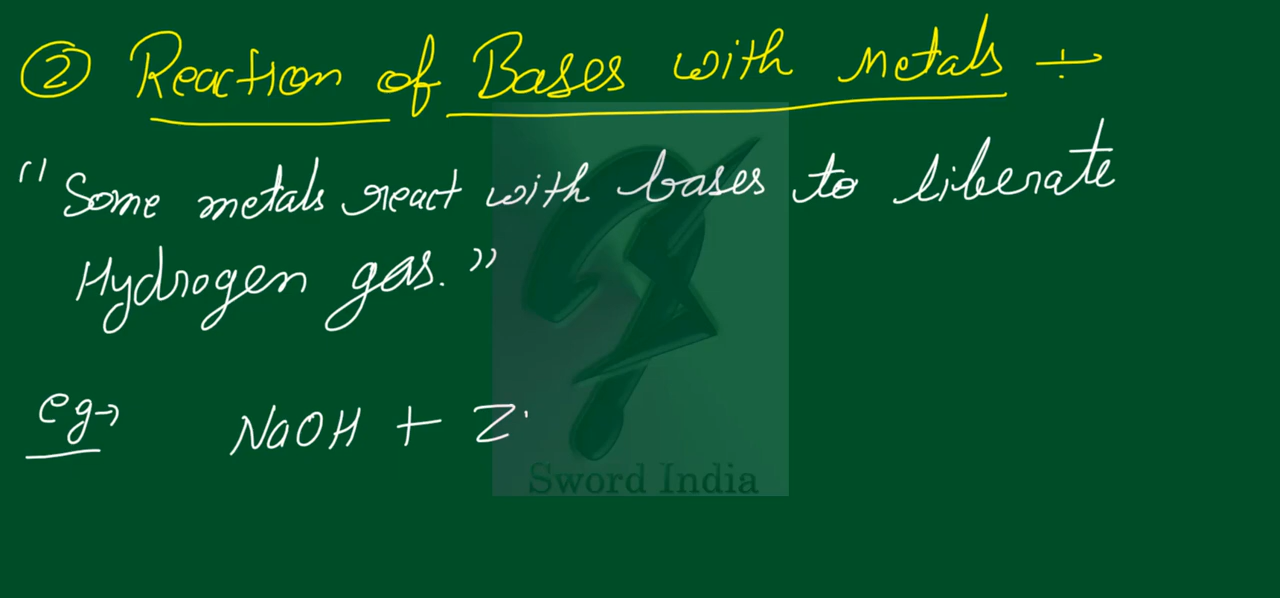 ② Reaction of Bases with metals ÷
"Some metals react with bases to liberate
Hydrogen gas."
eg→ NaOH + Z
Sword India